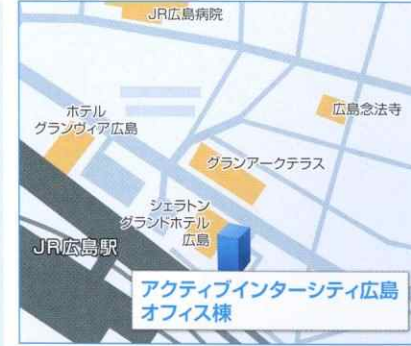 JR広島病院
ホテル
グランヴィア広島
広島念法寺
グランアークテラス
シェラトン
グランドホテル
広島
JR広島駅
アクティブインターシティ広島
オフィス棟